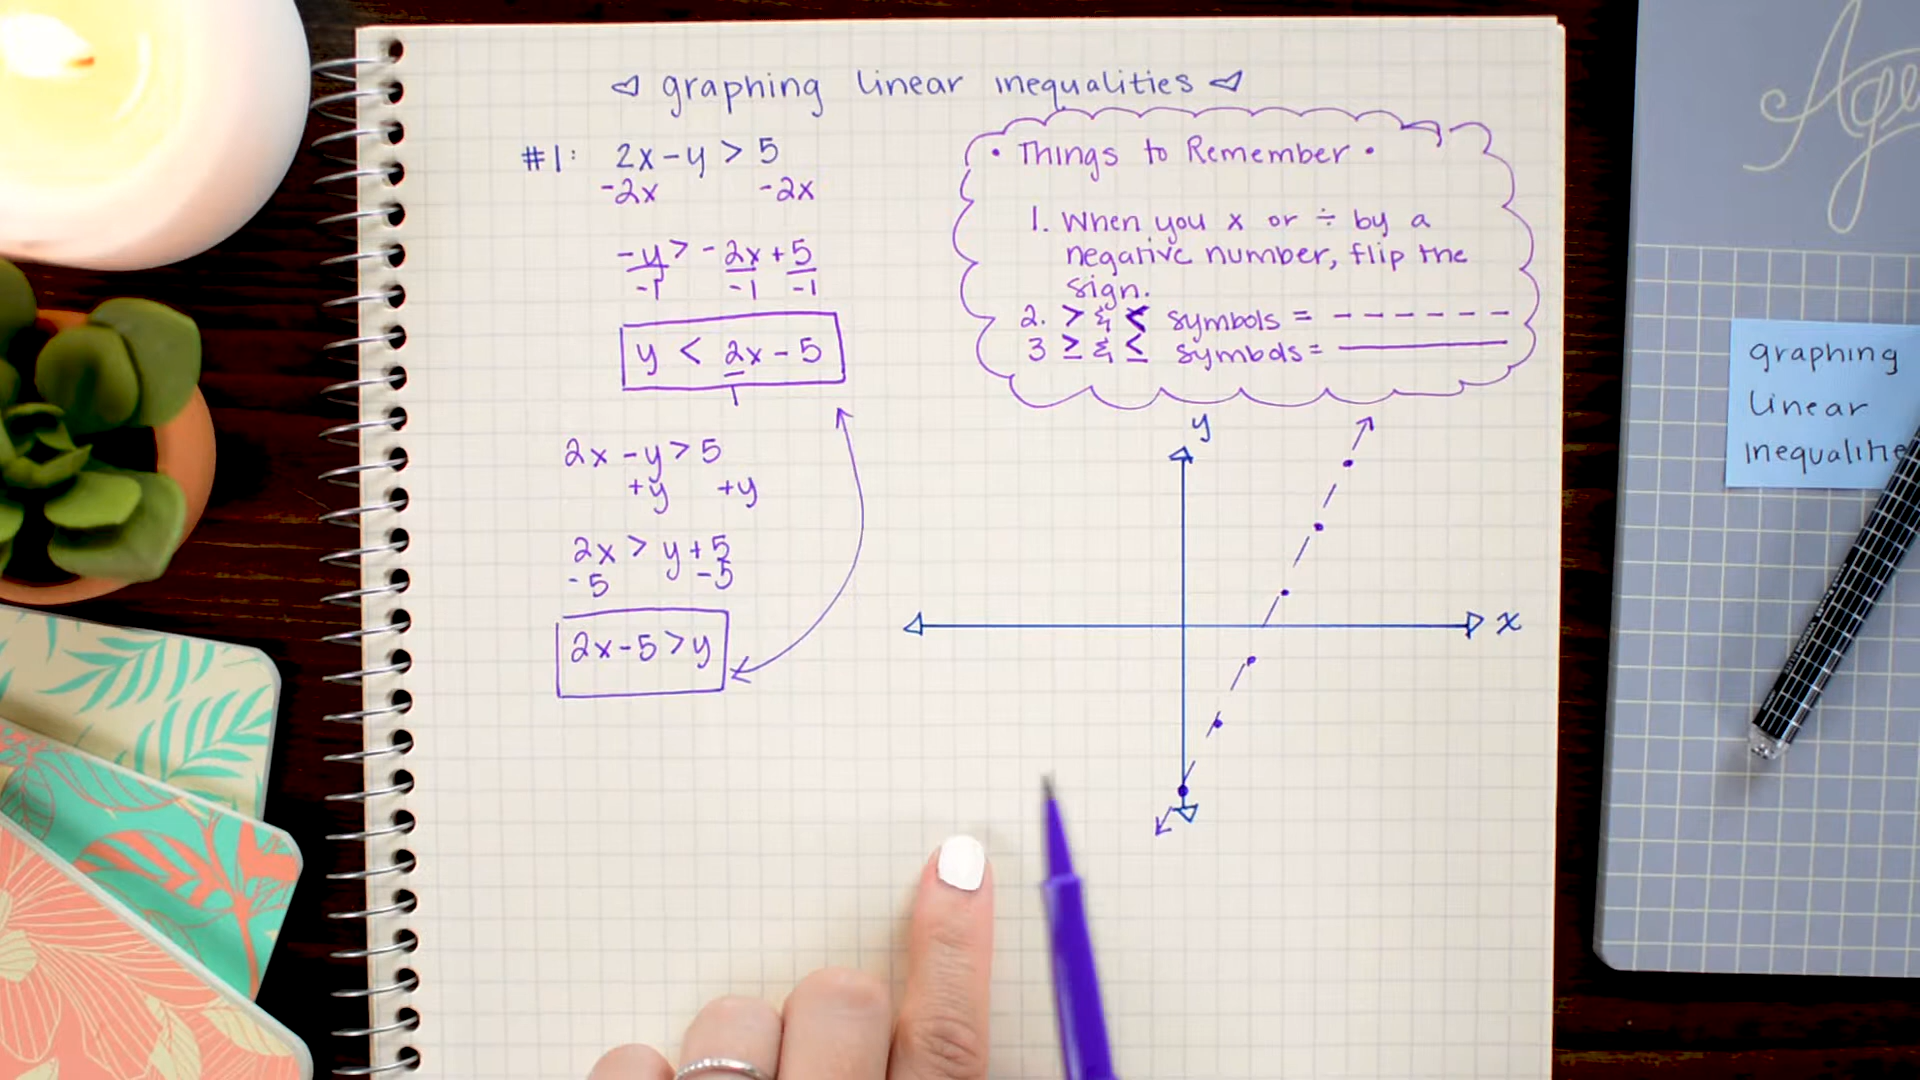 graphing linear inequalities
#1: 2x - y > 5
-2x -2x
-y > -2x + 5
-1 -1 -1
y < 2x - 5
1
2x - y > 5
+y +y
2x > y + 5
-5 -5
2x - 5 > y
• Things to Remember •
1. When you x or ÷ by a
negative number, flip the
sign.
2. > & < symbols = - - - - - -
3 ≥ & ≤ symbols = ———
y
x
graphing
linear